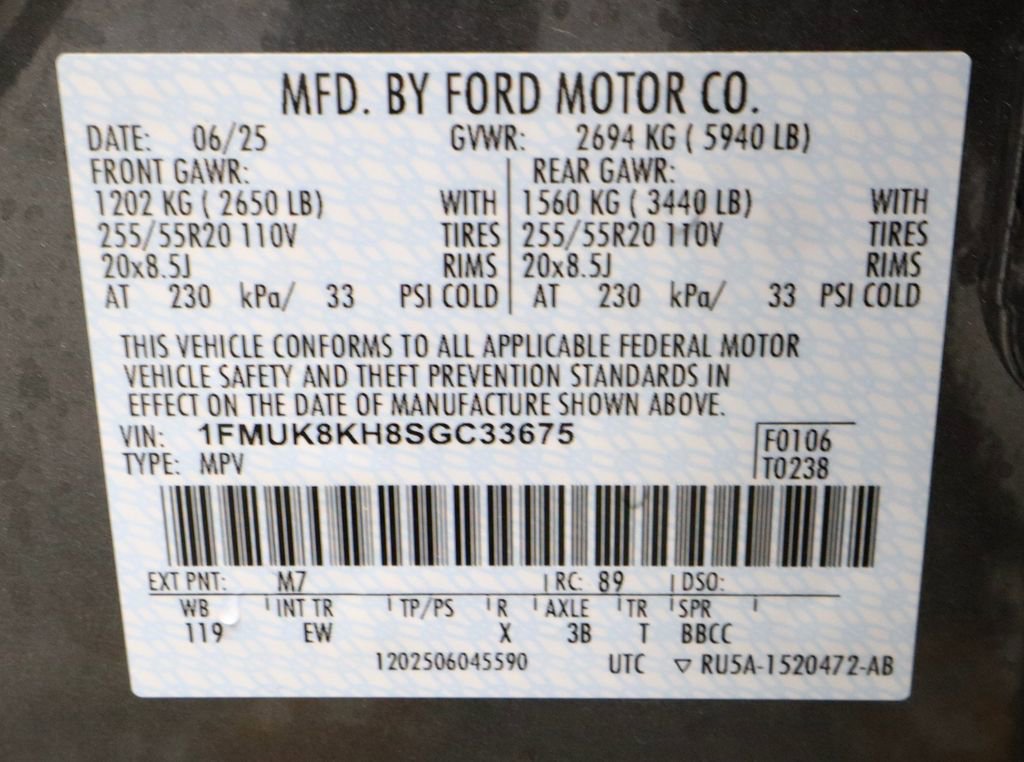 MFD. BY FORD MOTOR CO.
DATE: 06/25 GVWR: 2694 KG ( 5940 LB)
FRONT GAWR: REAR GAWR:
1202 KG ( 2650 LB) WITH 1560 KG ( 3440 LB) WITH
255/55R20 110V TIRES 255/55R20 110V TIRES
20x8.5J RIMS 20x8.5J RIMS
AT 230 kPa/ 33 PSI COLD AT 230 kPa/ 33 PSI COLD
THIS VEHICLE CONFORMS TO ALL APPLICABLE FEDERAL MOTOR
VEHICLE SAFETY AND THEFT PREVENTION STANDARDS IN
EFFECT ON THE DATE OF MANUFACTURE SHOWN ABOVE.
VIN: 1FMUK8KH8SGC33675 F0106
TYPE: MPV T0238
EXT PNT: M7 RC: 89 DSO:
WB INT TR TP/PS R AXLE TR SPR
119 EW X 3B T BBCC
1202506045590 UTC ▽ RU5A-1520472-AB